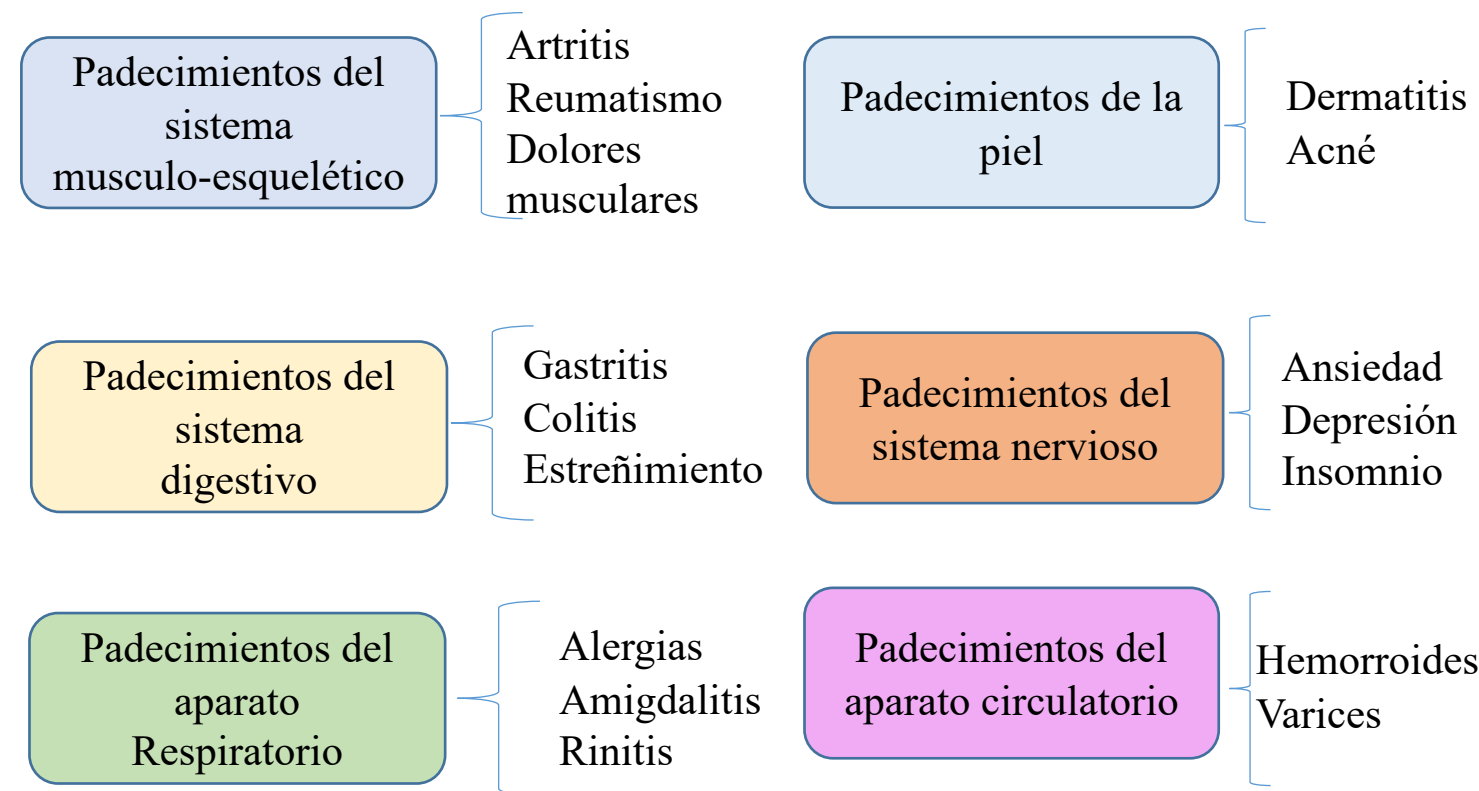 Padecimientos del
sistema
musculo-esquelético
Artritis
Reumatismo
Dolores
musculares
Padecimientos de la
piel
Dermatitis
Acné
Padecimientos del
sistema
digestivo
Gastritis
Colitis
Estreñimiento
Padecimientos del
sistema nervioso
Ansiedad
Depresión
Insomnio
Padecimientos del
aparato
Respiratorio
Alergias
Amigdalitis
Rinitis
Padecimientos del
aparato circulatorio
Hemorroides
Varices